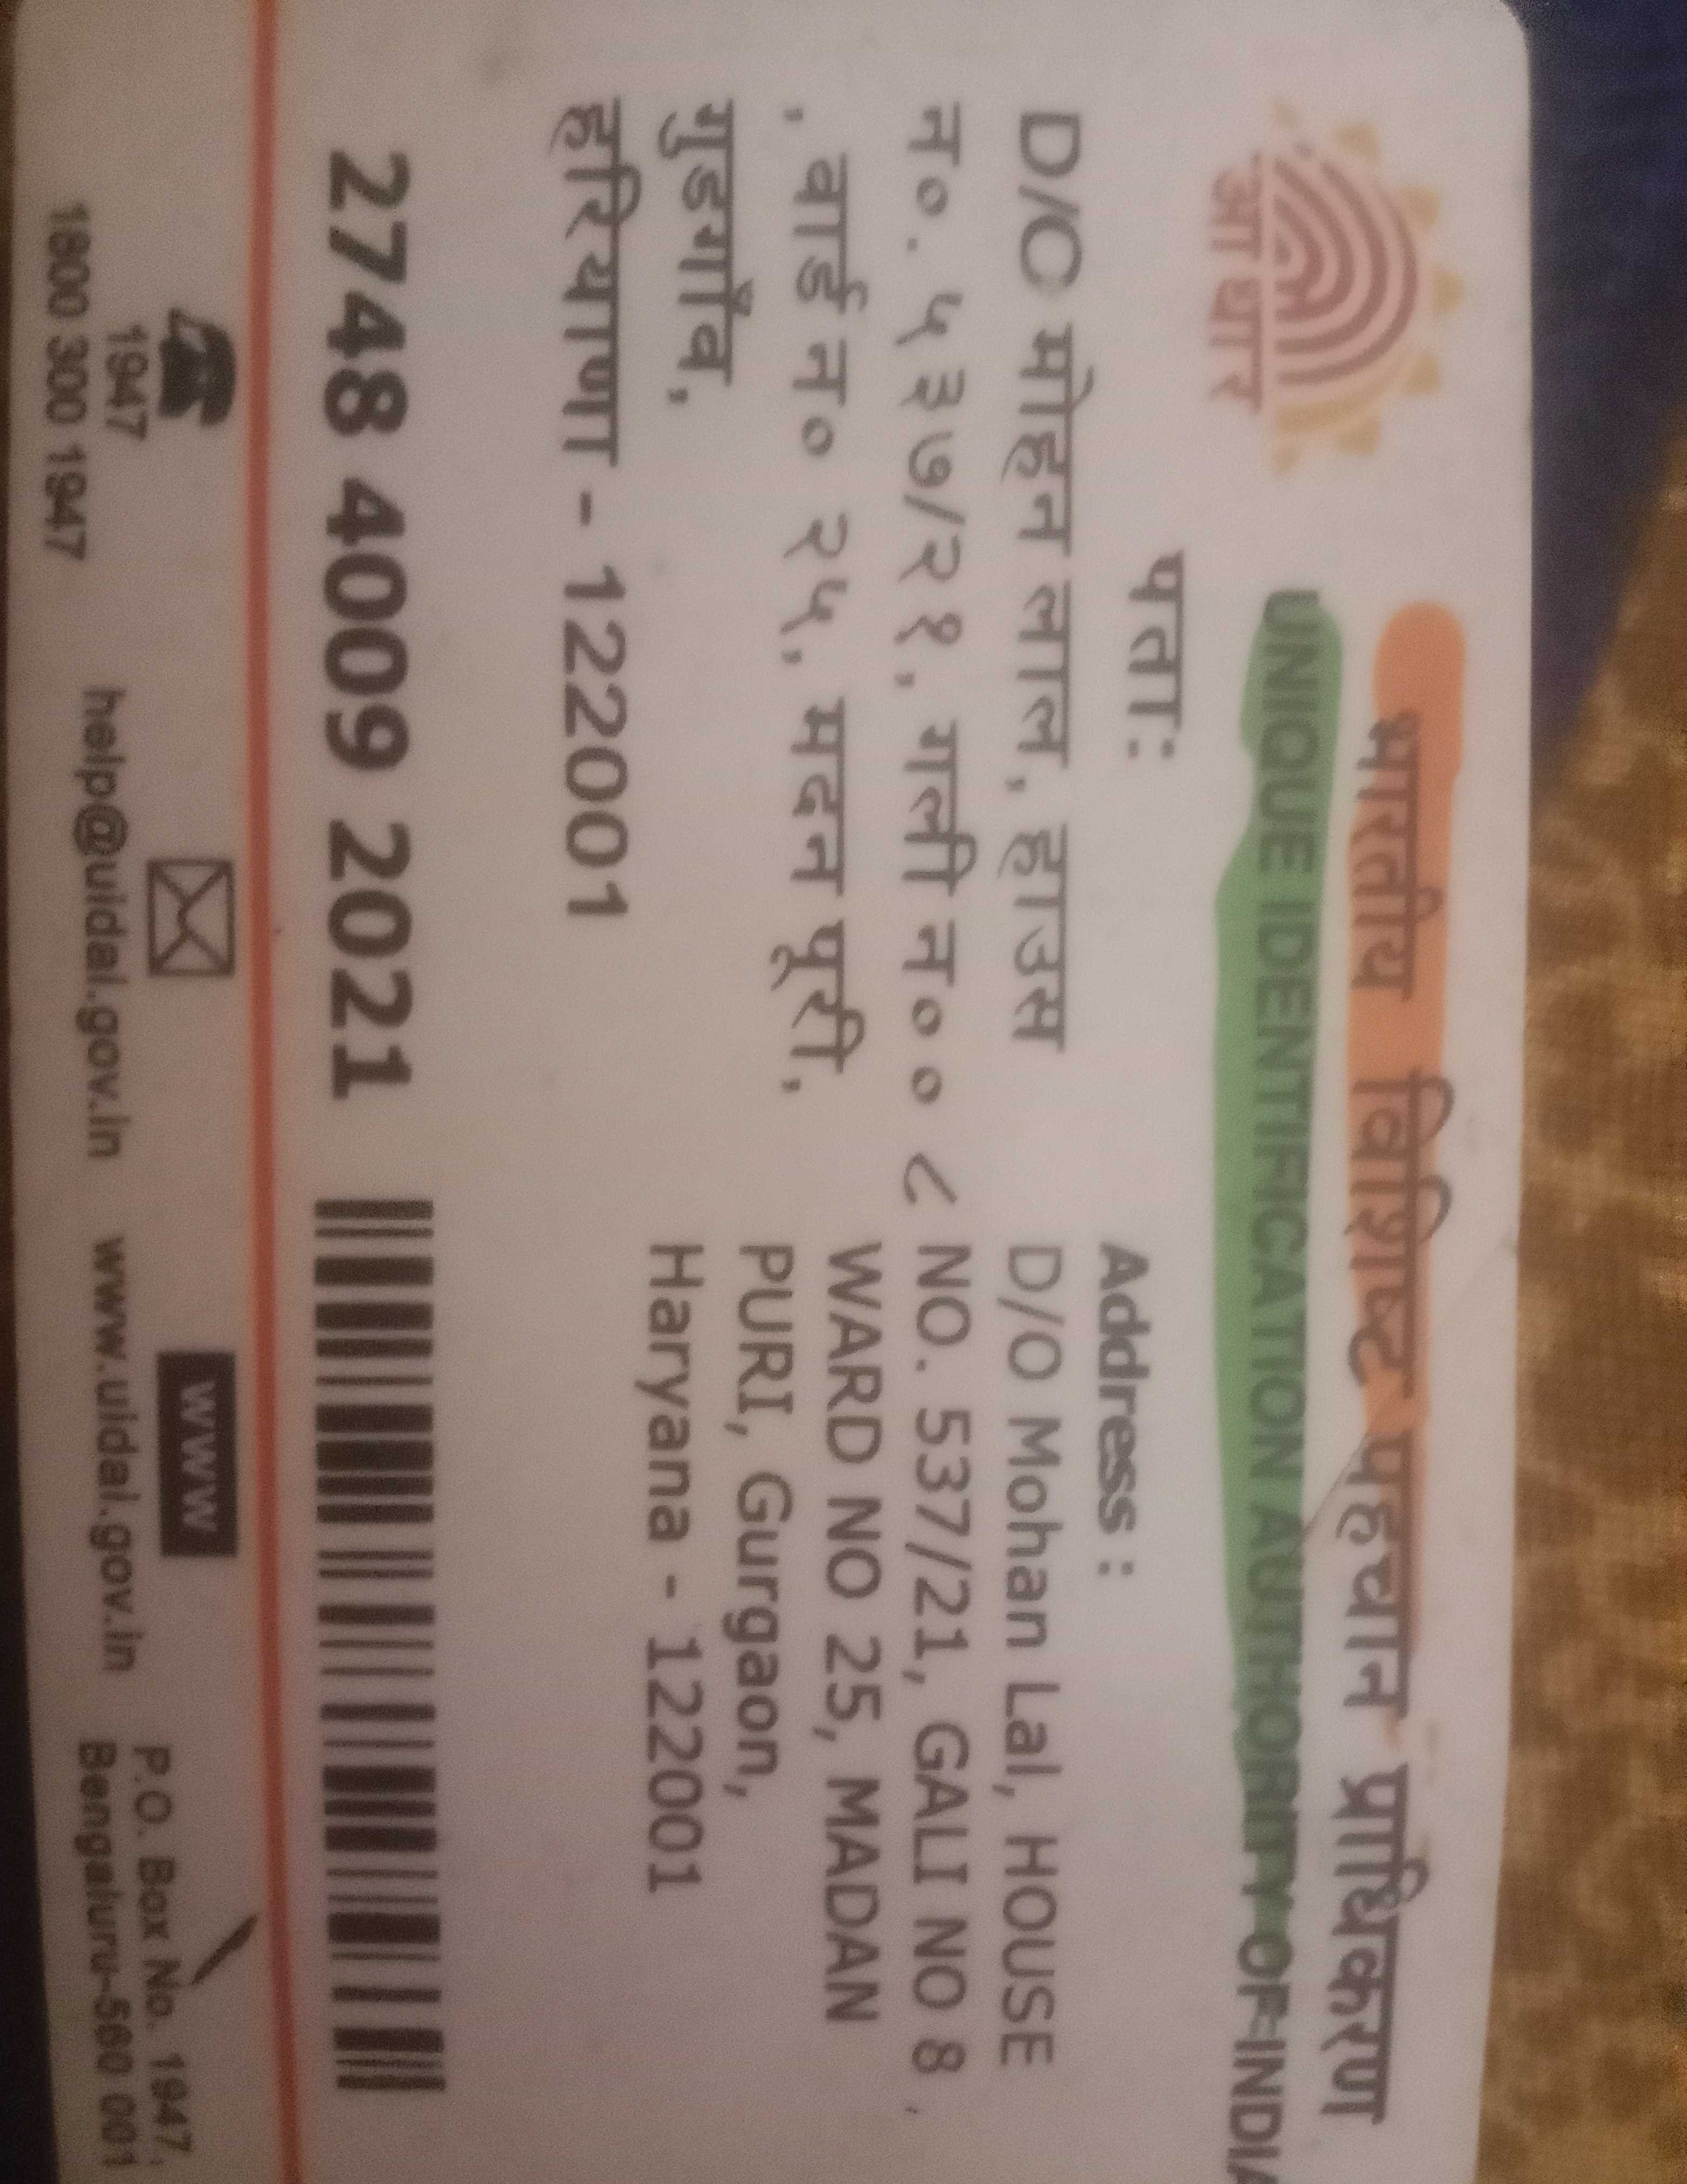 भारतीय विशिष्ट पहचान प्राधिकरण
UNIQUE IDENTIFICATION AUTHORITY OF INDIA
आधार
पता:
D/O मोहन लाल, हाउस
न०. ५३७/२१, गली न०० ८
, वार्ड न० २५, मदन पूरी,
गुडगाँव,
हरियाणा - 122001
Address :
D/O Mohan Lal, HOUSE
NO. 537/21, GALI NO 8 ,
WARD NO 25, MADAN
PURI, Gurgaon,
Haryana - 122001
2748 4009 2021
1947
1800 300 1947
help@uidai.gov.in
WWW
www.uidai.gov.in
P.O. Box No. 1947,
Bengaluru-560 001